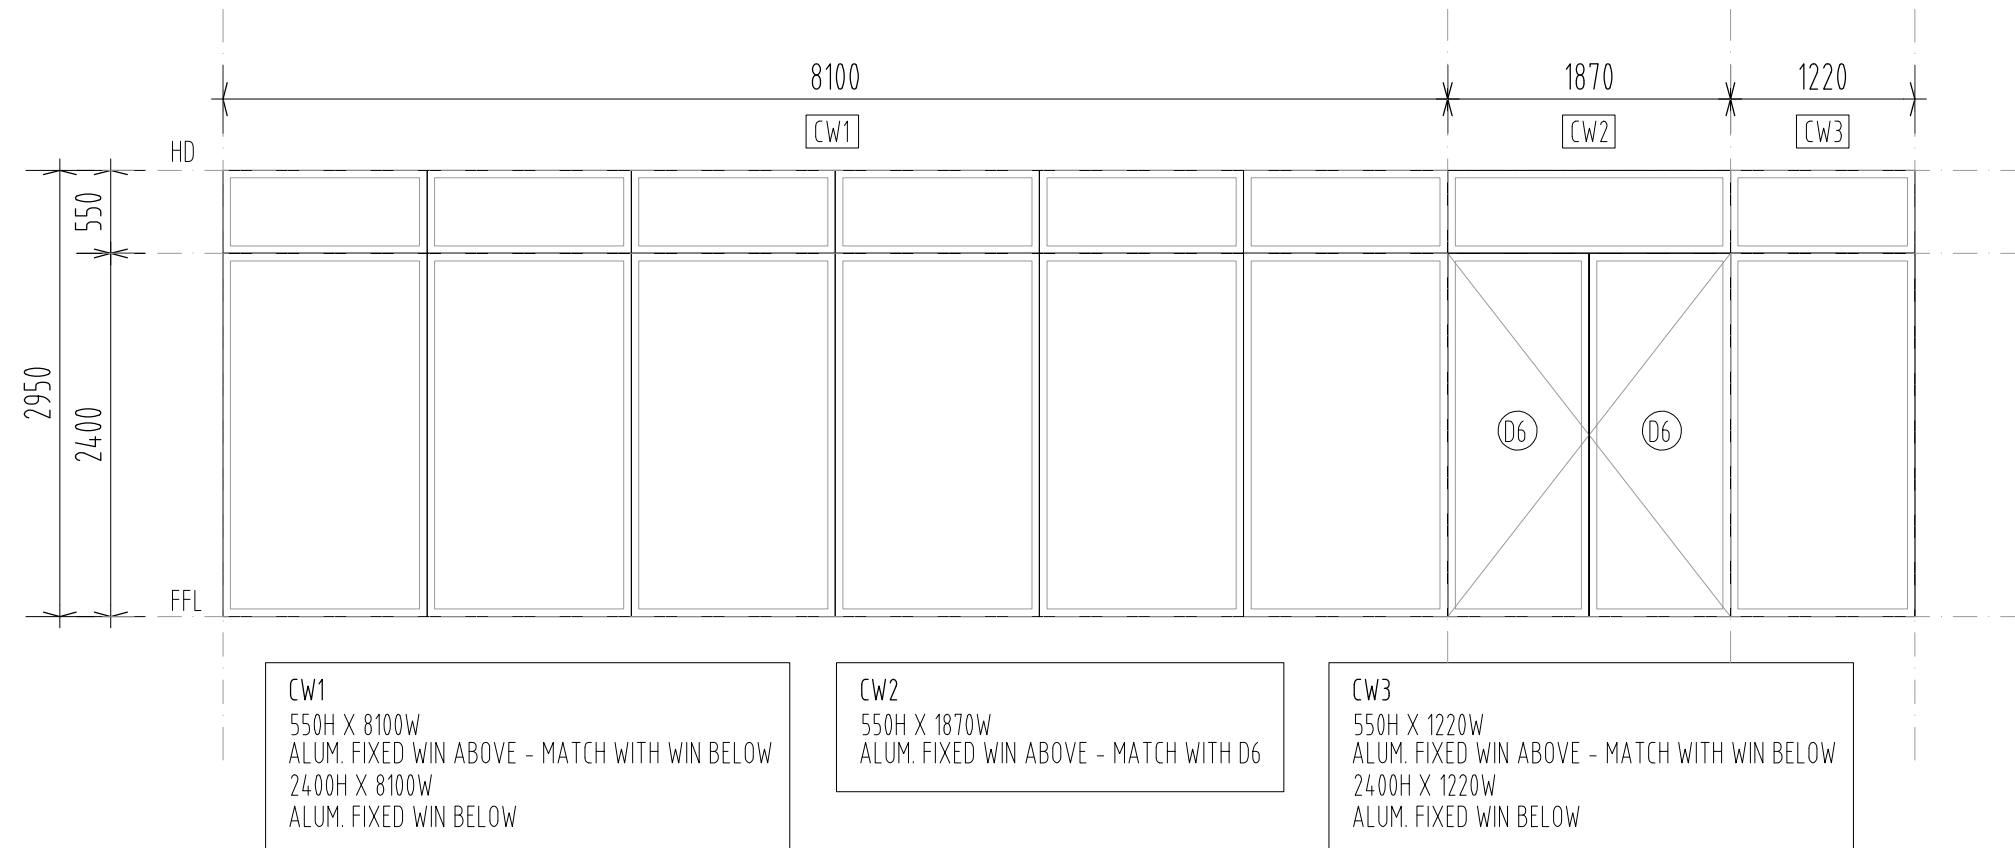 8100
1870
1220
CW1
CW2
CW3
HD
550
2950
2400
D6
D6
FFL
CW1
550H X 8100W
ALUM. FIXED WIN ABOVE - MATCH WITH WIN BELOW
2400H X 8100W
ALUM. FIXED WIN BELOW
CW2
550H X 1870W
ALUM. FIXED WIN ABOVE - MATCH WITH D6
CW3
550H X 1220W
ALUM. FIXED WIN ABOVE - MATCH WITH WIN BELOW
2400H X 1220W
ALUM. FIXED WIN BELOW